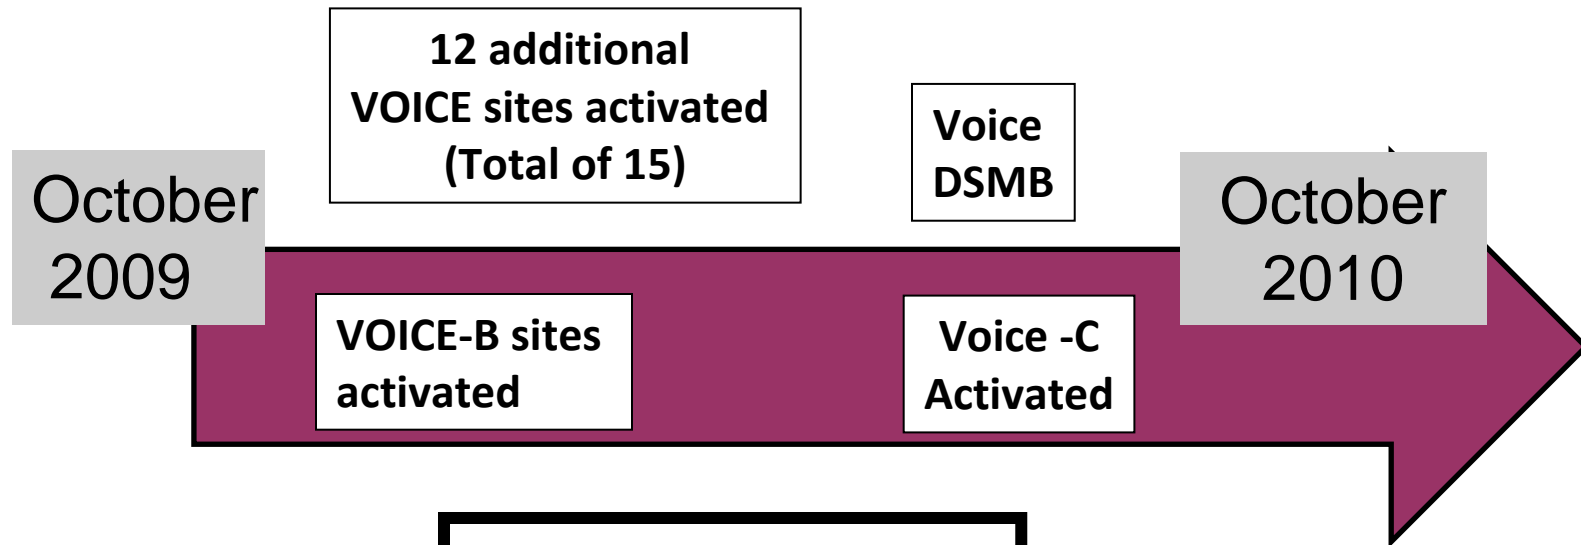 12 additional
VOICE sites activated
(Total of 15)
Voice
DSMB
October
2009
October
2010
VOICE-B sites
activated
Voice -C
Activated